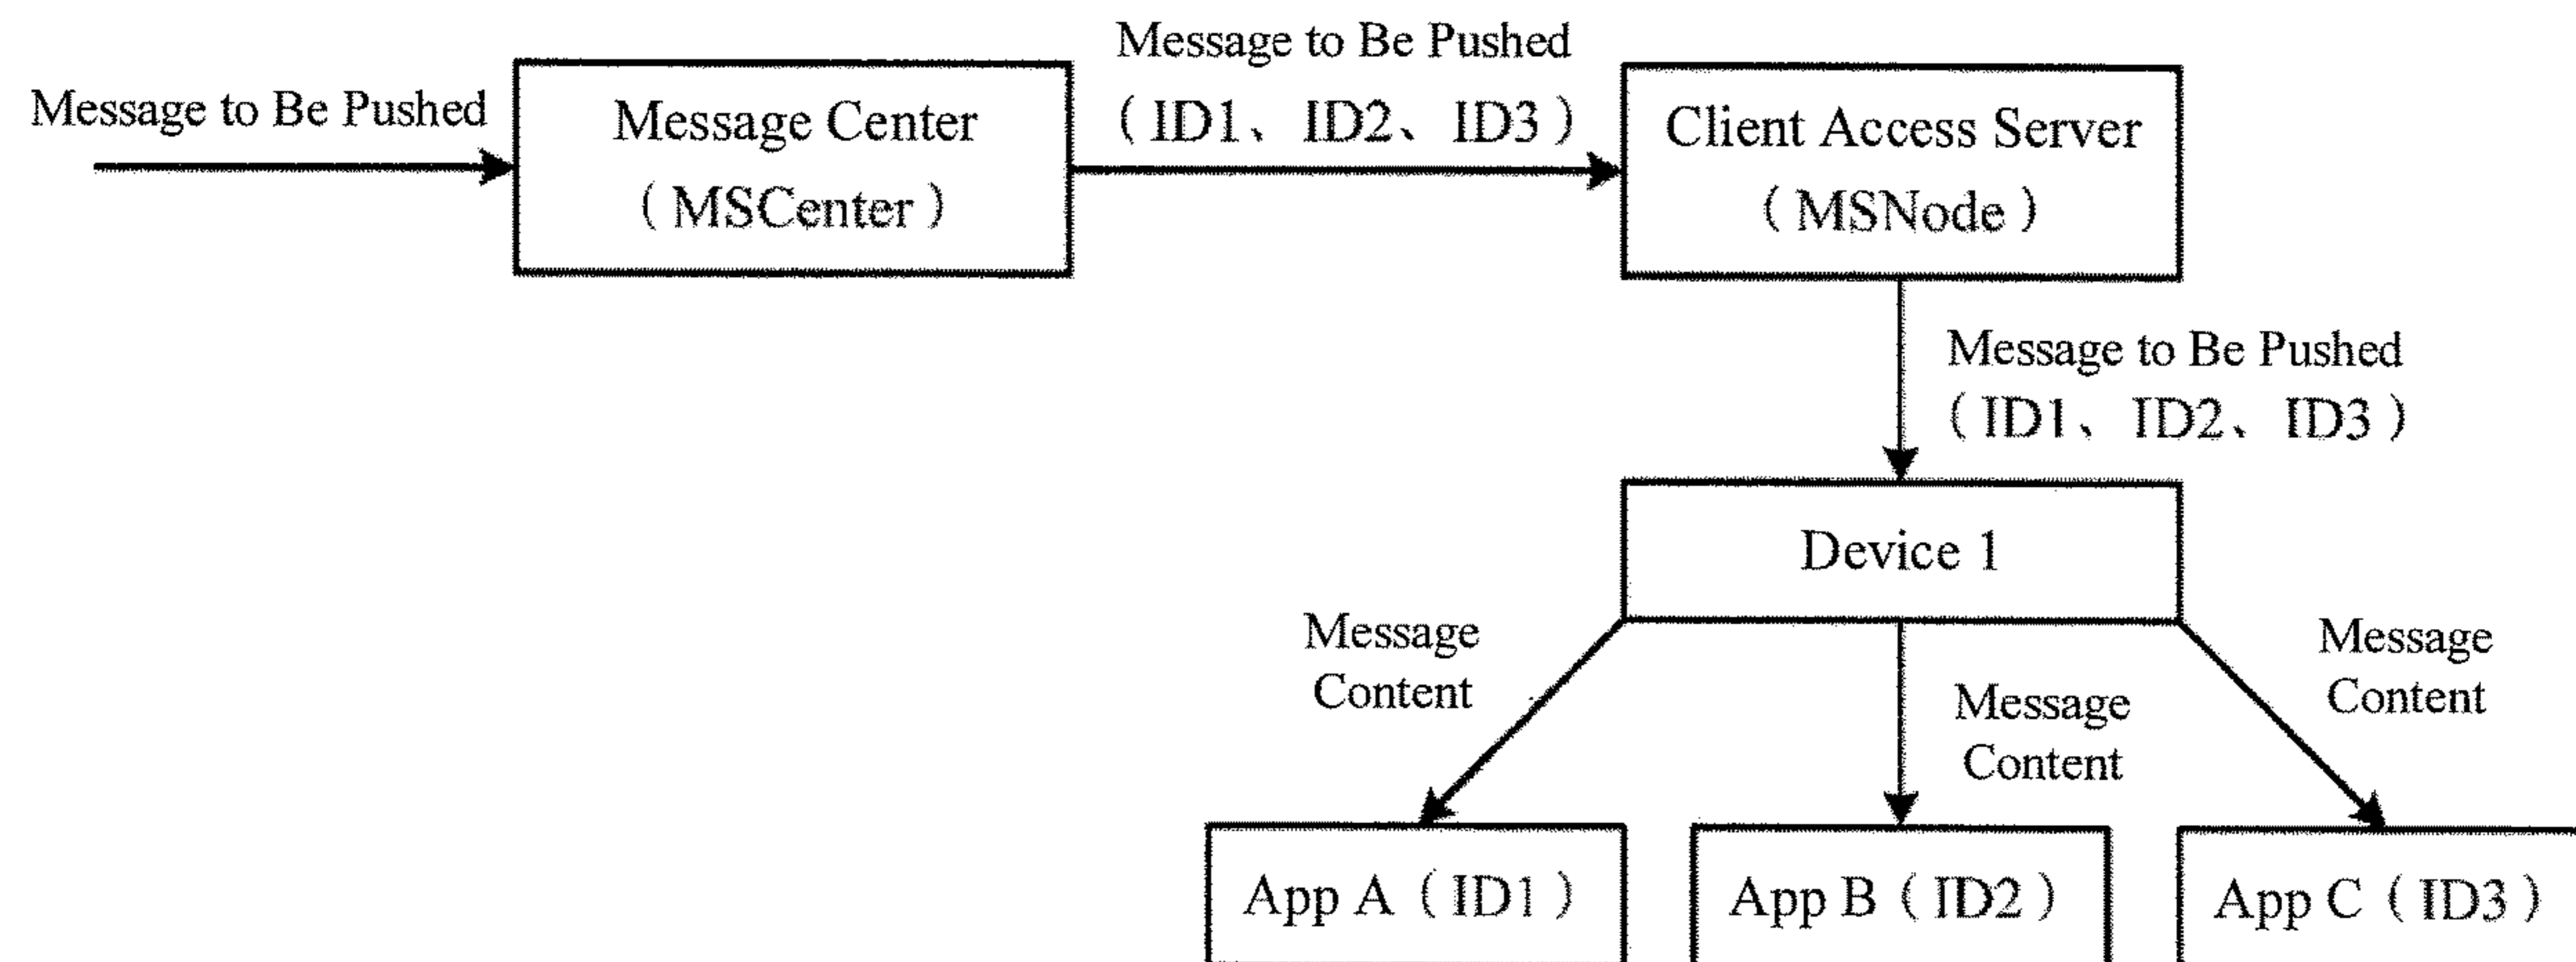 Message to Be Pushed
Message Center
（MSCenter）
Message to Be Pushed
（ID1、ID2、ID3）
Client Access Server
（MSNode）
Message to Be Pushed
（ID1、ID2、ID3）
Device 1
Message
Content
Message
Content
Message
Content
App A（ID1）
App B（ID2）
App C（ID3）